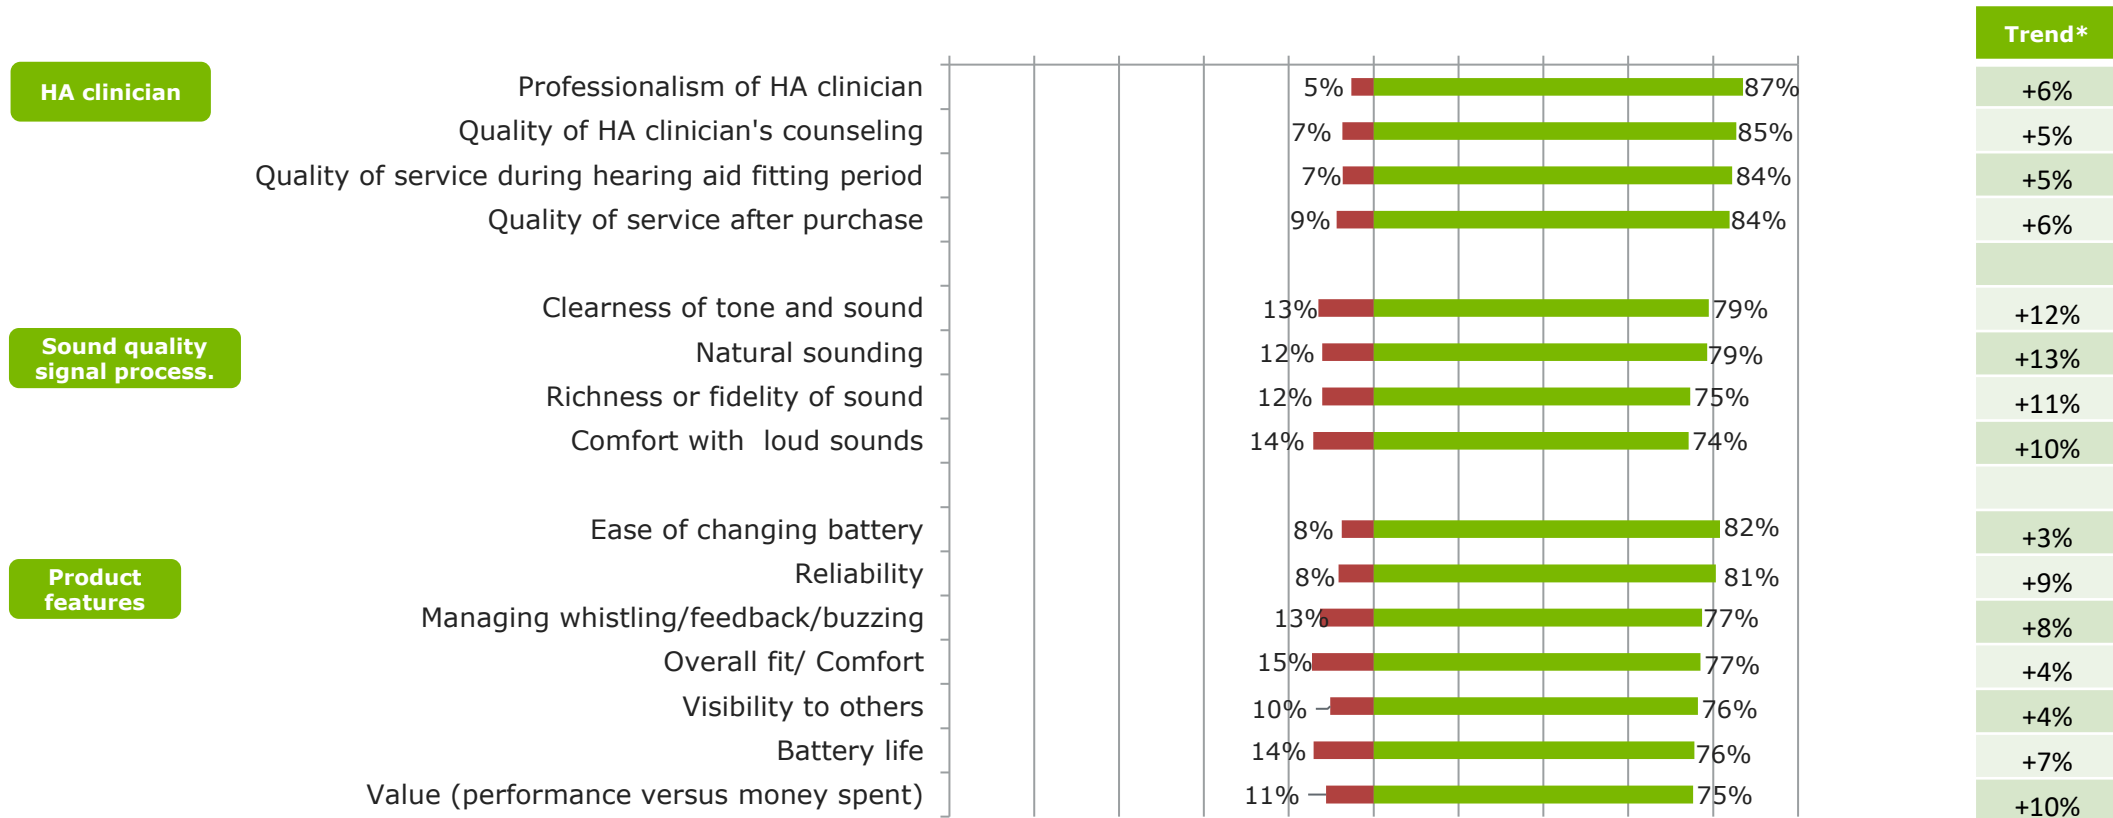 Trend*
HA clinician
Professionalism of HA clinician 5% 87% +6%
Quality of HA clinician's counseling 7% 85% +5%
Quality of service during hearing aid fitting period 7% 84% +5%
Quality of service after purchase 9% 84% +6%
Sound quality
signal process.
Clearness of tone and sound 13% 79% +12%
Natural sounding 12% 79% +13%
Richness or fidelity of sound 12% 75% +11%
Comfort with loud sounds 14% 74% +10%
Product
features
Ease of changing battery 8% 82% +3%
Reliability 8% 81% +9%
Managing whistling/feedback/buzzing 13% 77% +8%
Overall fit/ Comfort 15% 77% +4%
Visibility to others 10% 76% +4%
Battery life 14% 76% +7%
Value (performance versus money spent) 11% 75% +10%